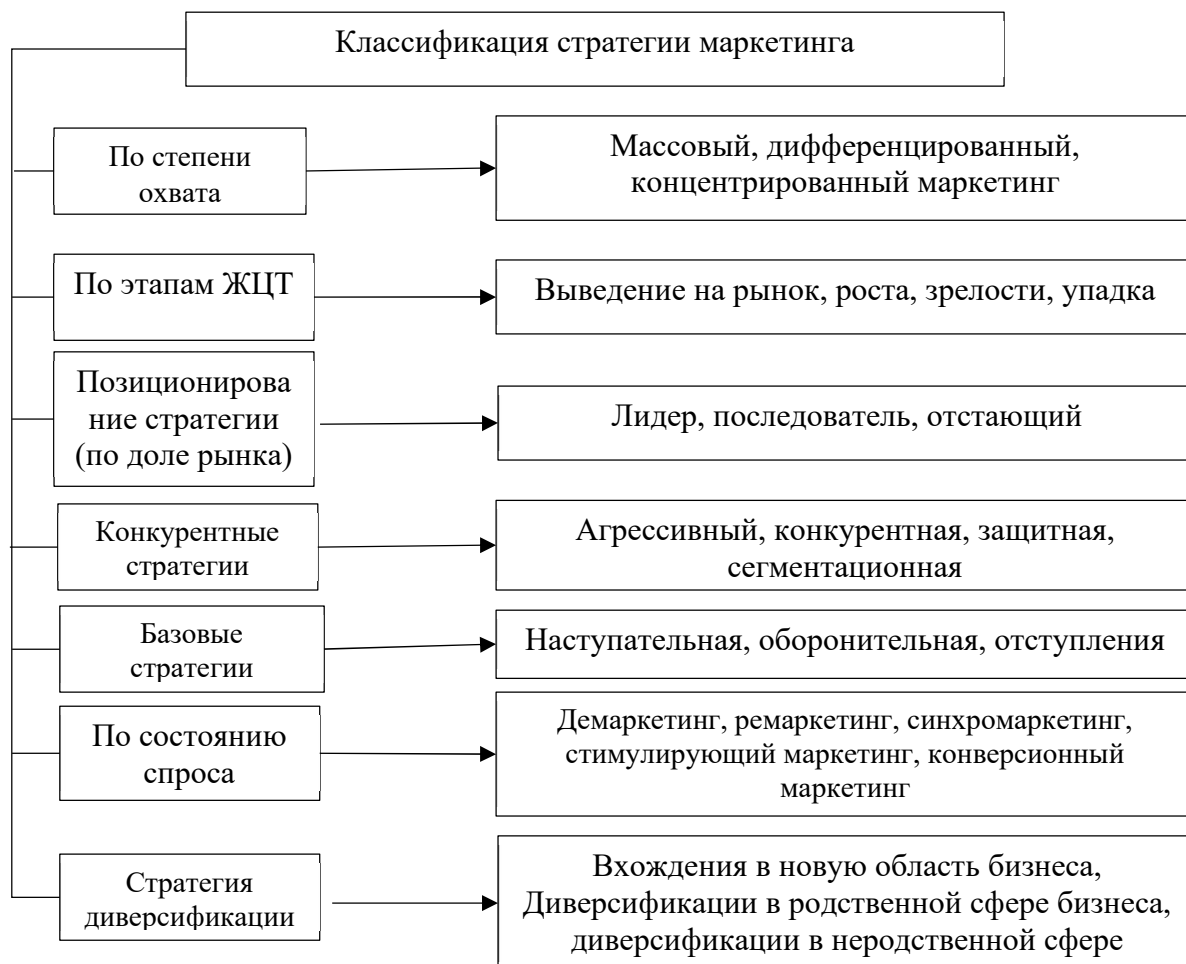 Классификация стратегии маркетинга
По степени
охвата
Массовый, дифференцированный,
концентрированный маркетинг
По этапам ЖЦТ
Выведение на рынок, роста, зрелости, упадка
Позициониров​а
ние стратегии
(по доле рынка)
Лидер, последователь, отстающий
Конкурентные
стратегии
Агрессивный, конкурентная, защитная,
сегментационная
Базовые
стратегии
Наступательная, оборонительная, отступления
По состоянию
спроса
Демаркетинг, ремаркетинг, синхромаркетинг,
стимулирующий маркетинг, конверсионный
маркетинг
Стратегия
диверсификации
Вхождения в новую область бизнеса,
Диверсификации в родственной сфере бизнеса,
диверсификации в неродственной сфере